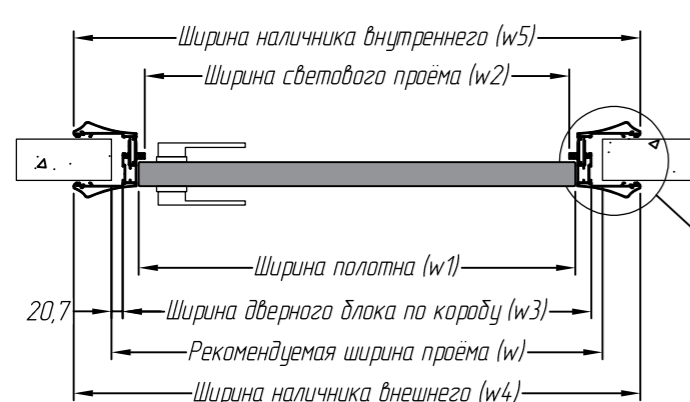 Ширина наличника внутреннего (w5)
Ширина светового проёма (w2)
Ширина полотна (w1)
20,7
Ширина дверного блока по коробу (w3)
Рекомендуемая ширина проёма (w)
Ширина наличника внешнего (w4)